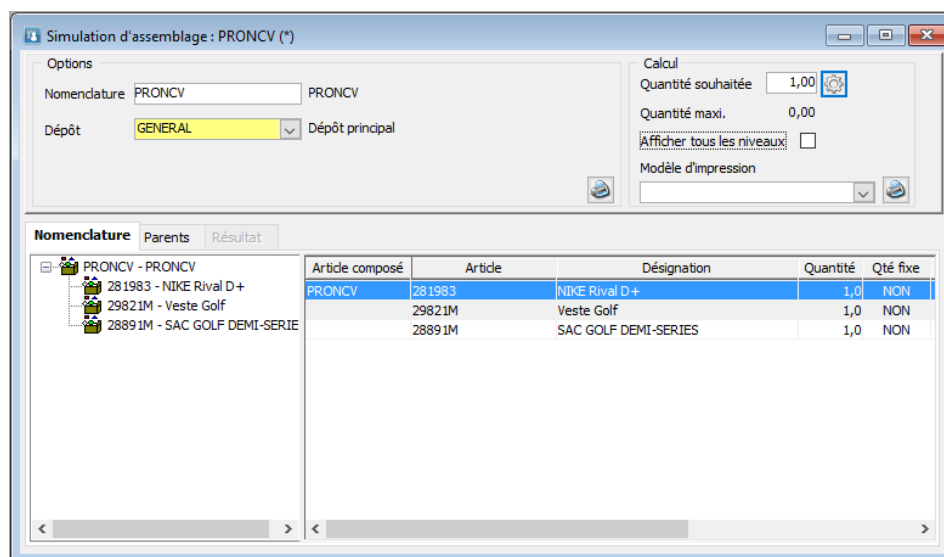 Simulation d'assemblage : PRONCV (*)
Options
Nomenclature PRONCV PRONCV
Dépôt GENERAL Dépôt principal
Calcul
Quantité souhaitée 1,00
Quantité maxi. 0,00
Afficher tous les niveaux
Modèle d'impression
Nomenclature Parents Résultat
PRONCV - PRONCV
281983 - NIKE Rival D+
29821M - Veste Golf
28891M - SAC GOLF DEMI-SERIE
Article composé Article Désignation Quantité Qté fixe
PRONCV 281983 NIKE Rival D+ 1,0 NON
29821M Veste Golf 1,0 NON
28891M SAC GOLF DEMI-SERIES 1,0 NON